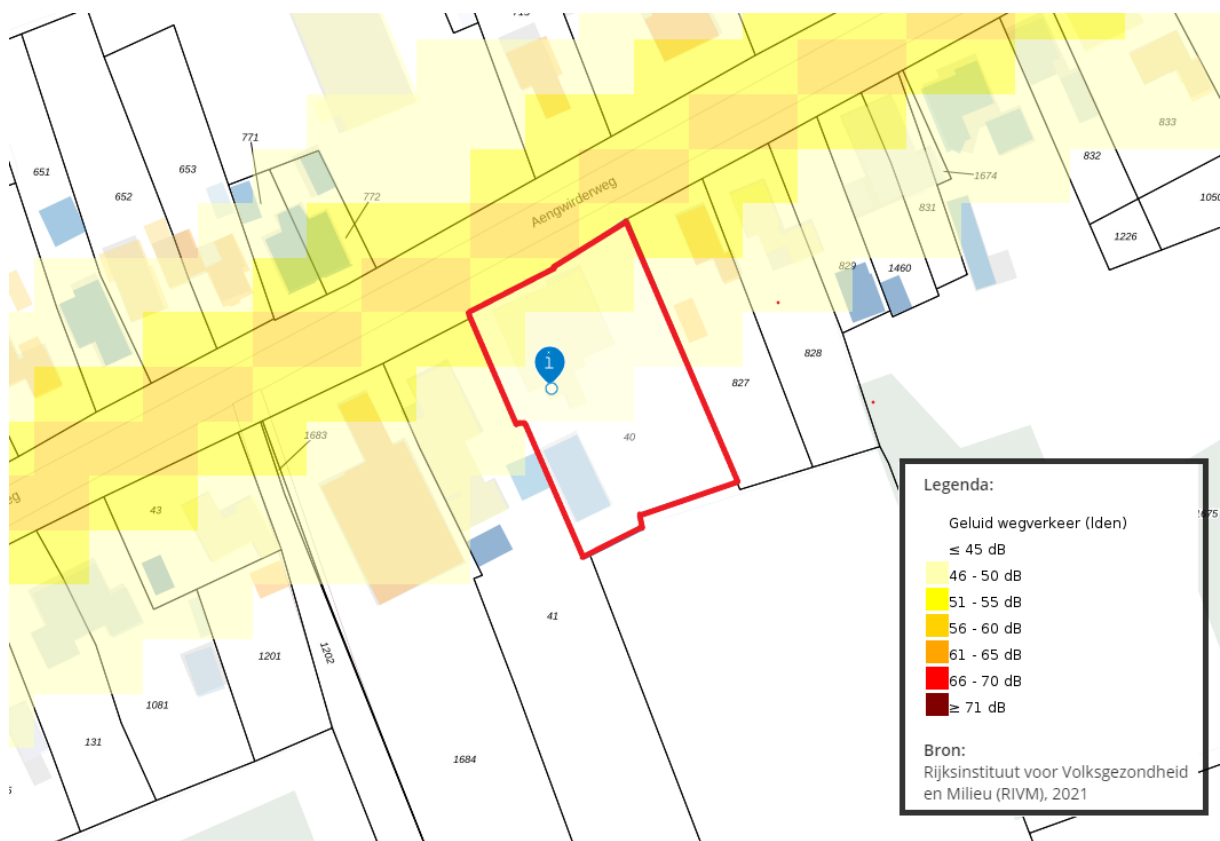 713
771
651
653
652
772
Aengwirderweg
833
832
1674
831
1050
1226
829
1460
828
827
40
i
1683
43
41
1201
1202
1081
131
1684
1675
Legenda:
Geluid wegverkeer (lden)
≤ 45 dB
46 - 50 dB
51 - 55 dB
56 - 60 dB
61 - 65 dB
66 - 70 dB
≥ 71 dB
Bron:
Rijksinstituut voor Volksgezondheid
en Milieu (RIVM), 2021